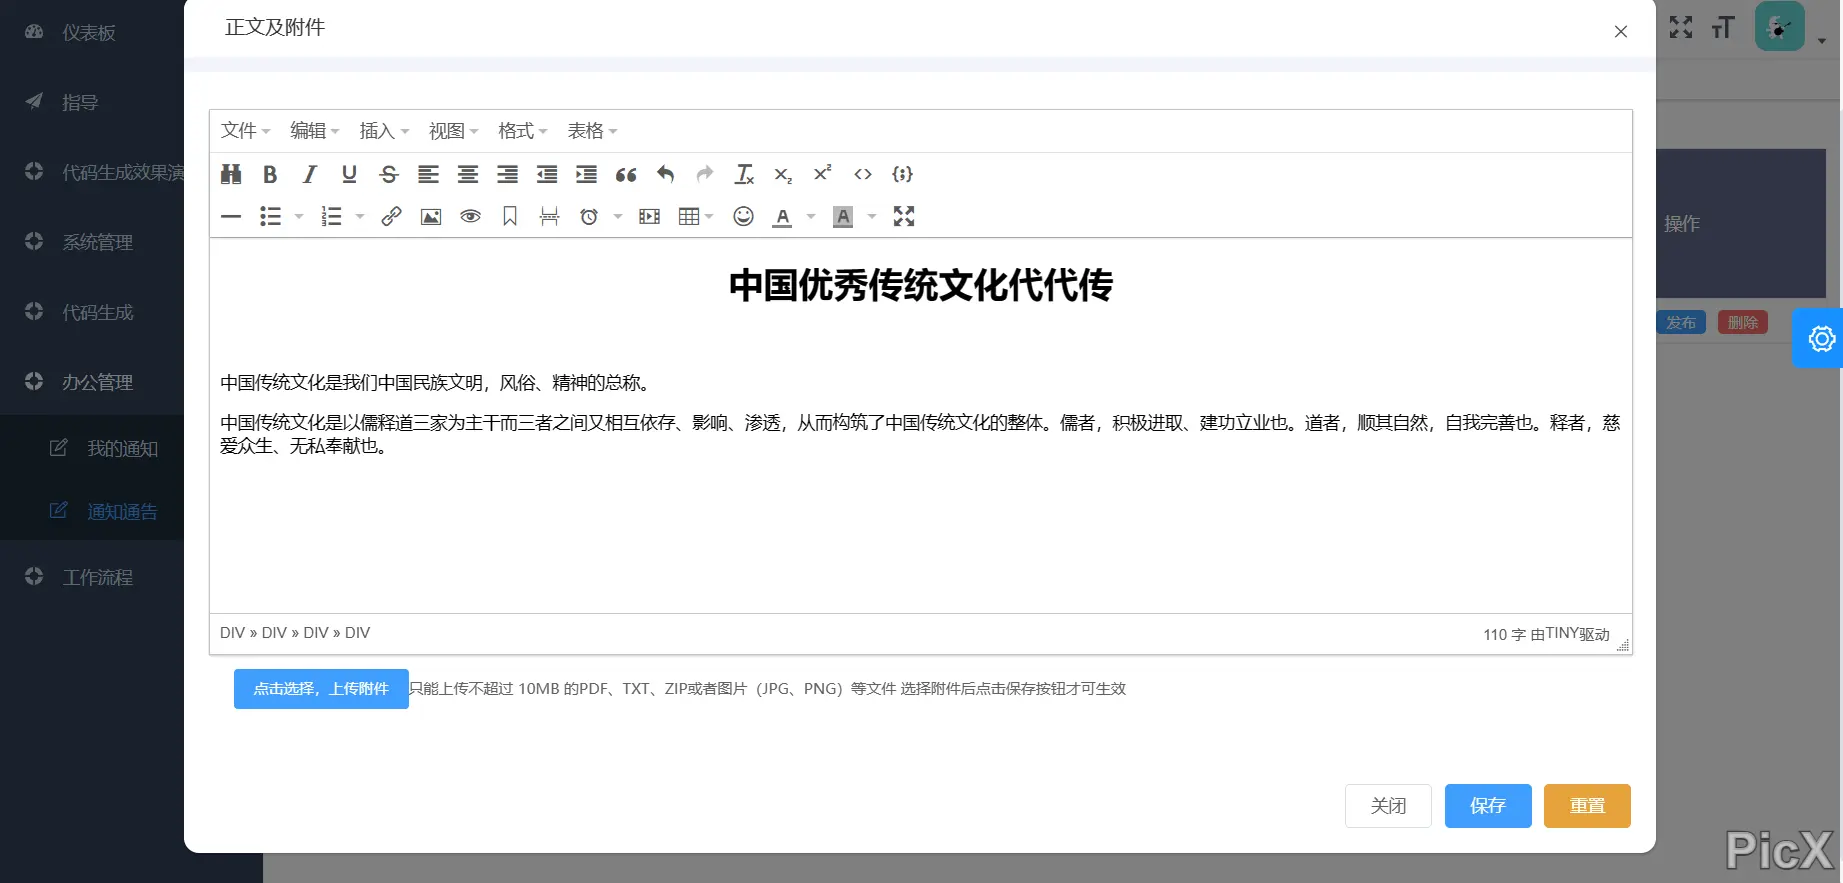 仪表板
指导
代码生成效果演
系统管理
代码生成
办公管理
我的通知
通知通告
工作流程
正文及附件
文件 编辑 插入 视图 格式 表格
中国优秀传统文化代代传
中国传统文化是我们中国民族文明，风俗、精神的总称。
中国传统文化是以儒释道三家为主干而三者之间又相互依存、影响、渗透，从而构筑了中国传统文化的整体。儒者，积极进取、建功立业也。道者，顺其自然，自我完善也。释者，慈
爱众生、无私奉献也。
DIV » DIV » DIV » DIV
110 字 由TINY驱动
点击选择，上传附件 只能上传不超过 10MB 的PDF、TXT、ZIP或者图片（JPG、PNG）等文件 选择附件后点击保存按钮才可生效
关闭 保存 重置
操作
发布 删除
PicX